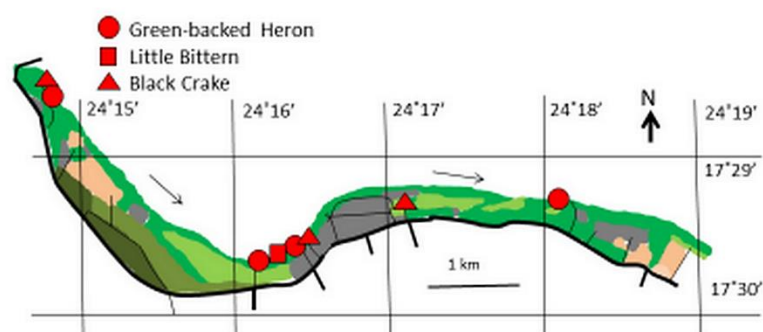 Green-backed Heron
Little Bittern
Black Crake
24°15′
24°16′
24°17′
24°18′
N
24°19′
17°29′
1 km
17°30′